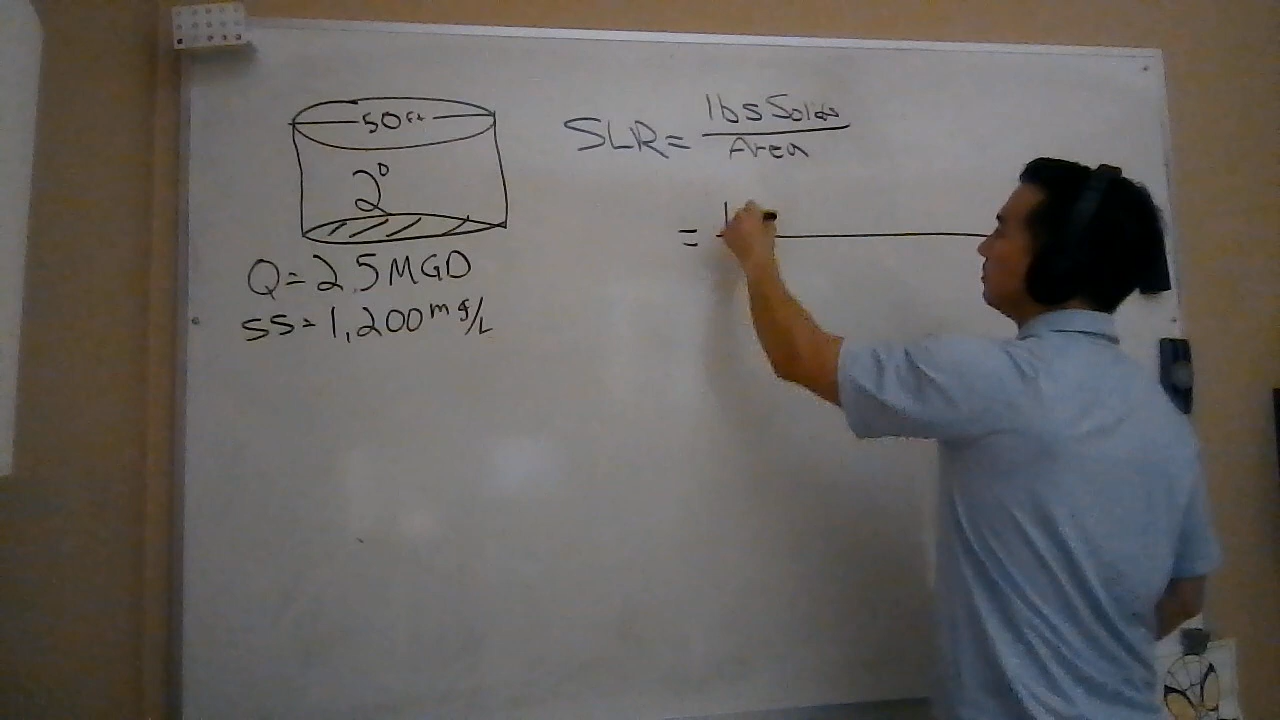 50ft
2°
Q=2.5MGD
SS=1,200mg/L
SLR=
lbs Solids
Area
=